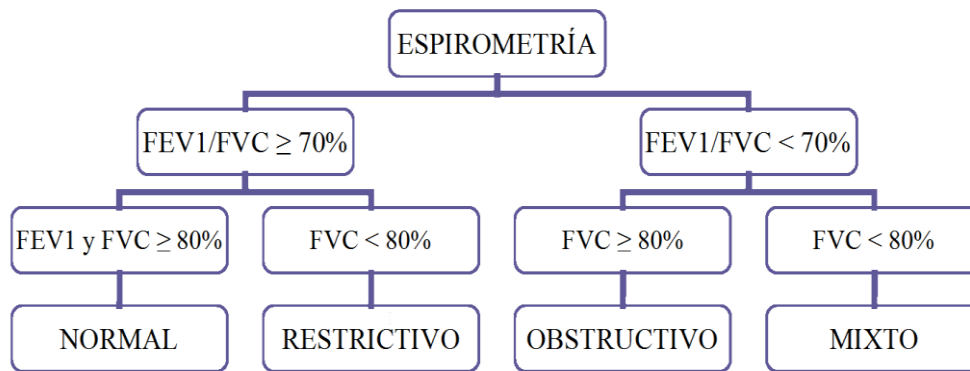 ESPIROMETRÍA
FEV1/FVC ≥ 70%
FEV1/FVC < 70%
FEV1 y FVC ≥ 80%
FVC < 80%
FVC ≥ 80%
FVC < 80%
NORMAL
RESTRICTIVO
OBSTRUCTIVO
MIXTO